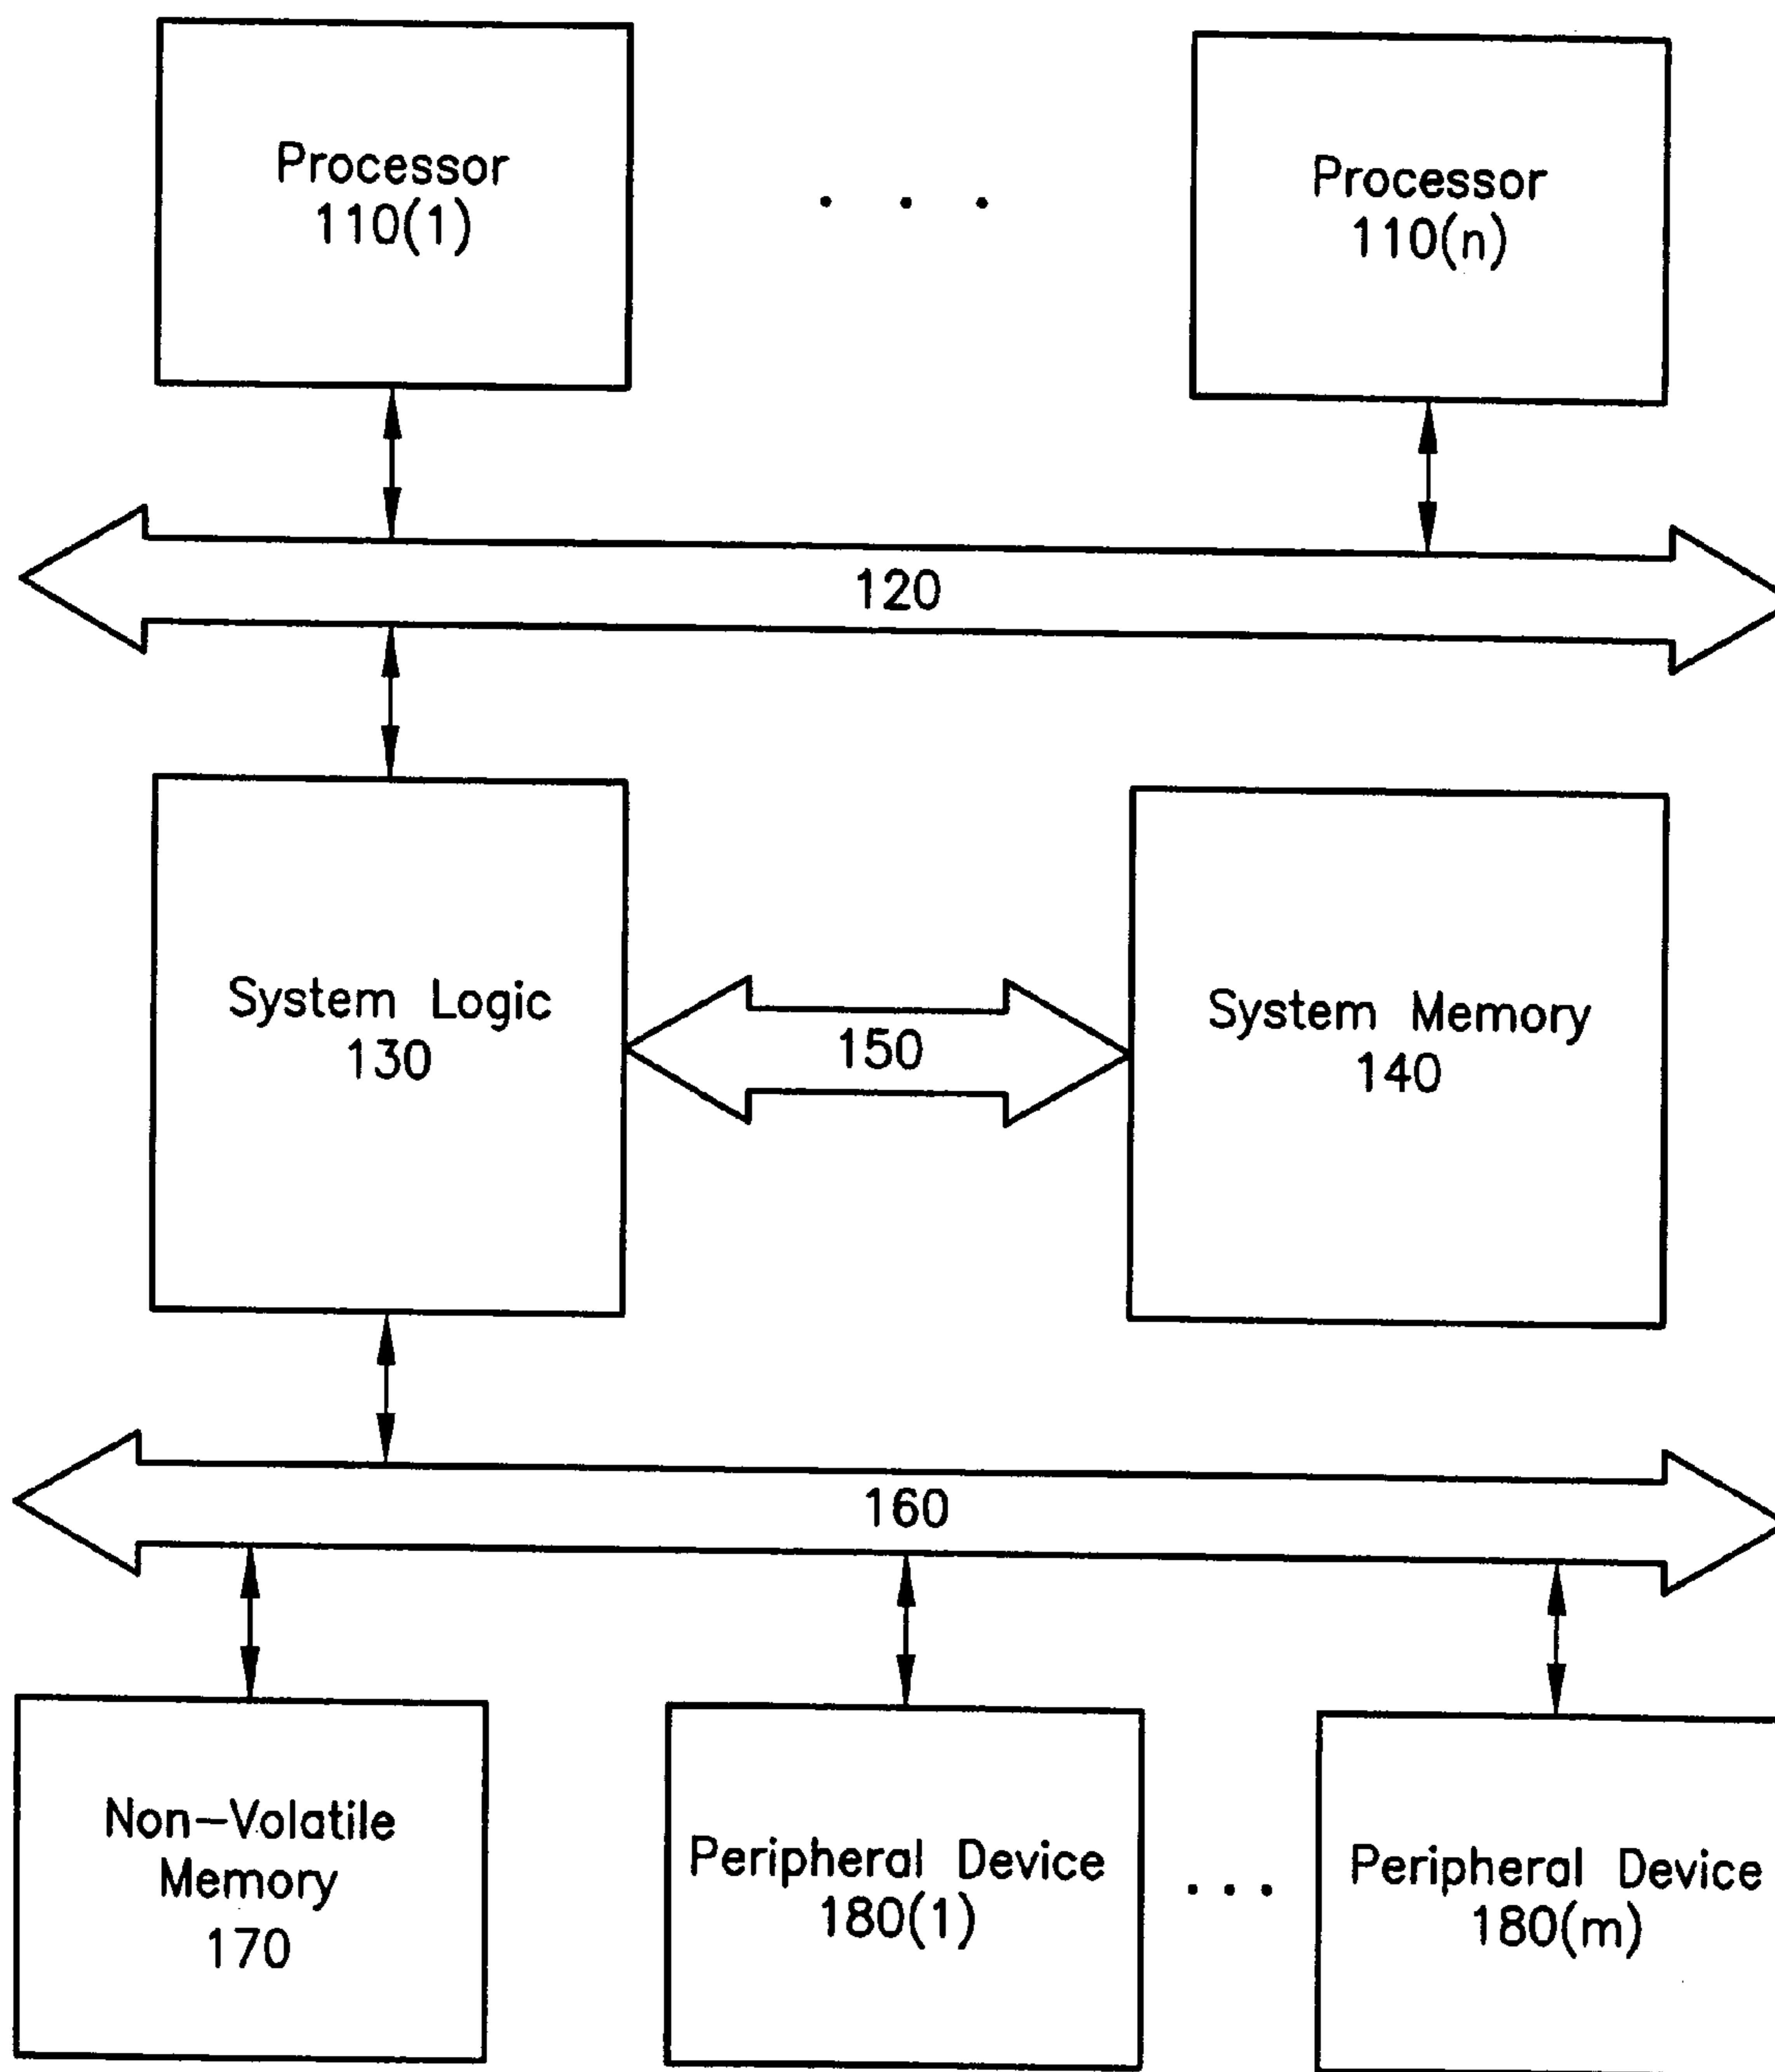 Processor
110(1)
Processor
110(n)
120
System Logic
130
150
System Memory
140
160
Non-Volatile
Memory
170
Peripheral Device
180(1)
Peripheral Device
180(m)